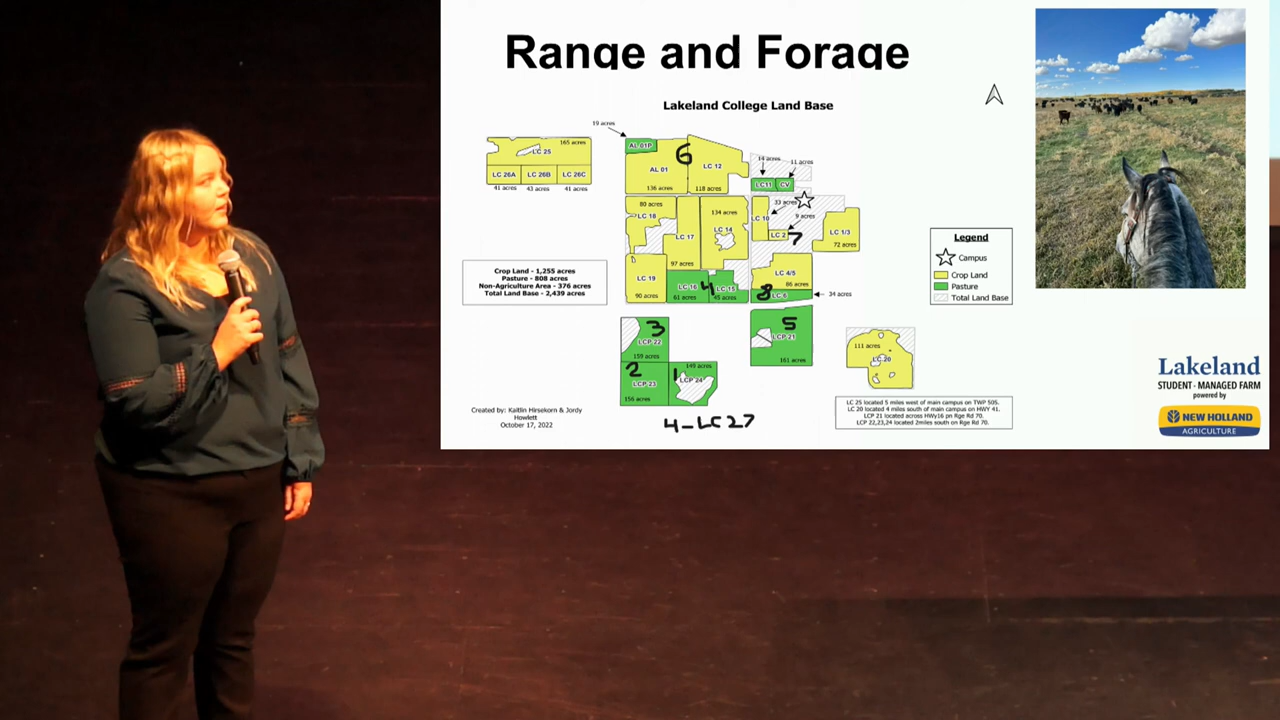 Range and Forage
Lakeland College Land Base
19 acres
165 acres
LC 25
LC 26A
LC 26B
LC 26C
41 acres
43 acres
41 acres
AL 01P
6
AL 01
LC 12
136 acres
118 acres
14 acres
11 acres
LC11
CV
80 acres
LC 18
134 acres
LC 14
LC 17
97 acres
33 acres
LC 10
9 acres
LC 2
7
LC 1/3
72 acres
LC 19
90 acres
LC 16
4
LC 15
61 acres
45 acres
LC 4/5
86 acres
8
LC 6
34 acres
Crop Land - 1,255 acres
Pasture - 808 acres
Non-Agriculture Area - 376 acres
Total Land Base - 2,439 acres
Legend
Campus
Crop Land
Pasture
Total Land Base
3
LCP 22
159 acres
2
LCP 23
156 acres
1
149 acres
LCP 24
5
LCP 21
161 acres
111 acres
LC 20
Created by: Kaitlin Hirsekorn & Jordy
Howlett
October 17, 2022
4-LC27
LC 25 located 5 miles west of main campus on TWP 505.
LC 20 located 4 miles south of main campus on HWY 41.
LCP 21 located across HWy16 pn Rge Rd 70.
LCP 22,23,24 located 2miles south on Rge Rd 70.
Lakeland
STUDENT-MANAGED FARM
powered by
NEW HOLLAND
AGRICULTURE